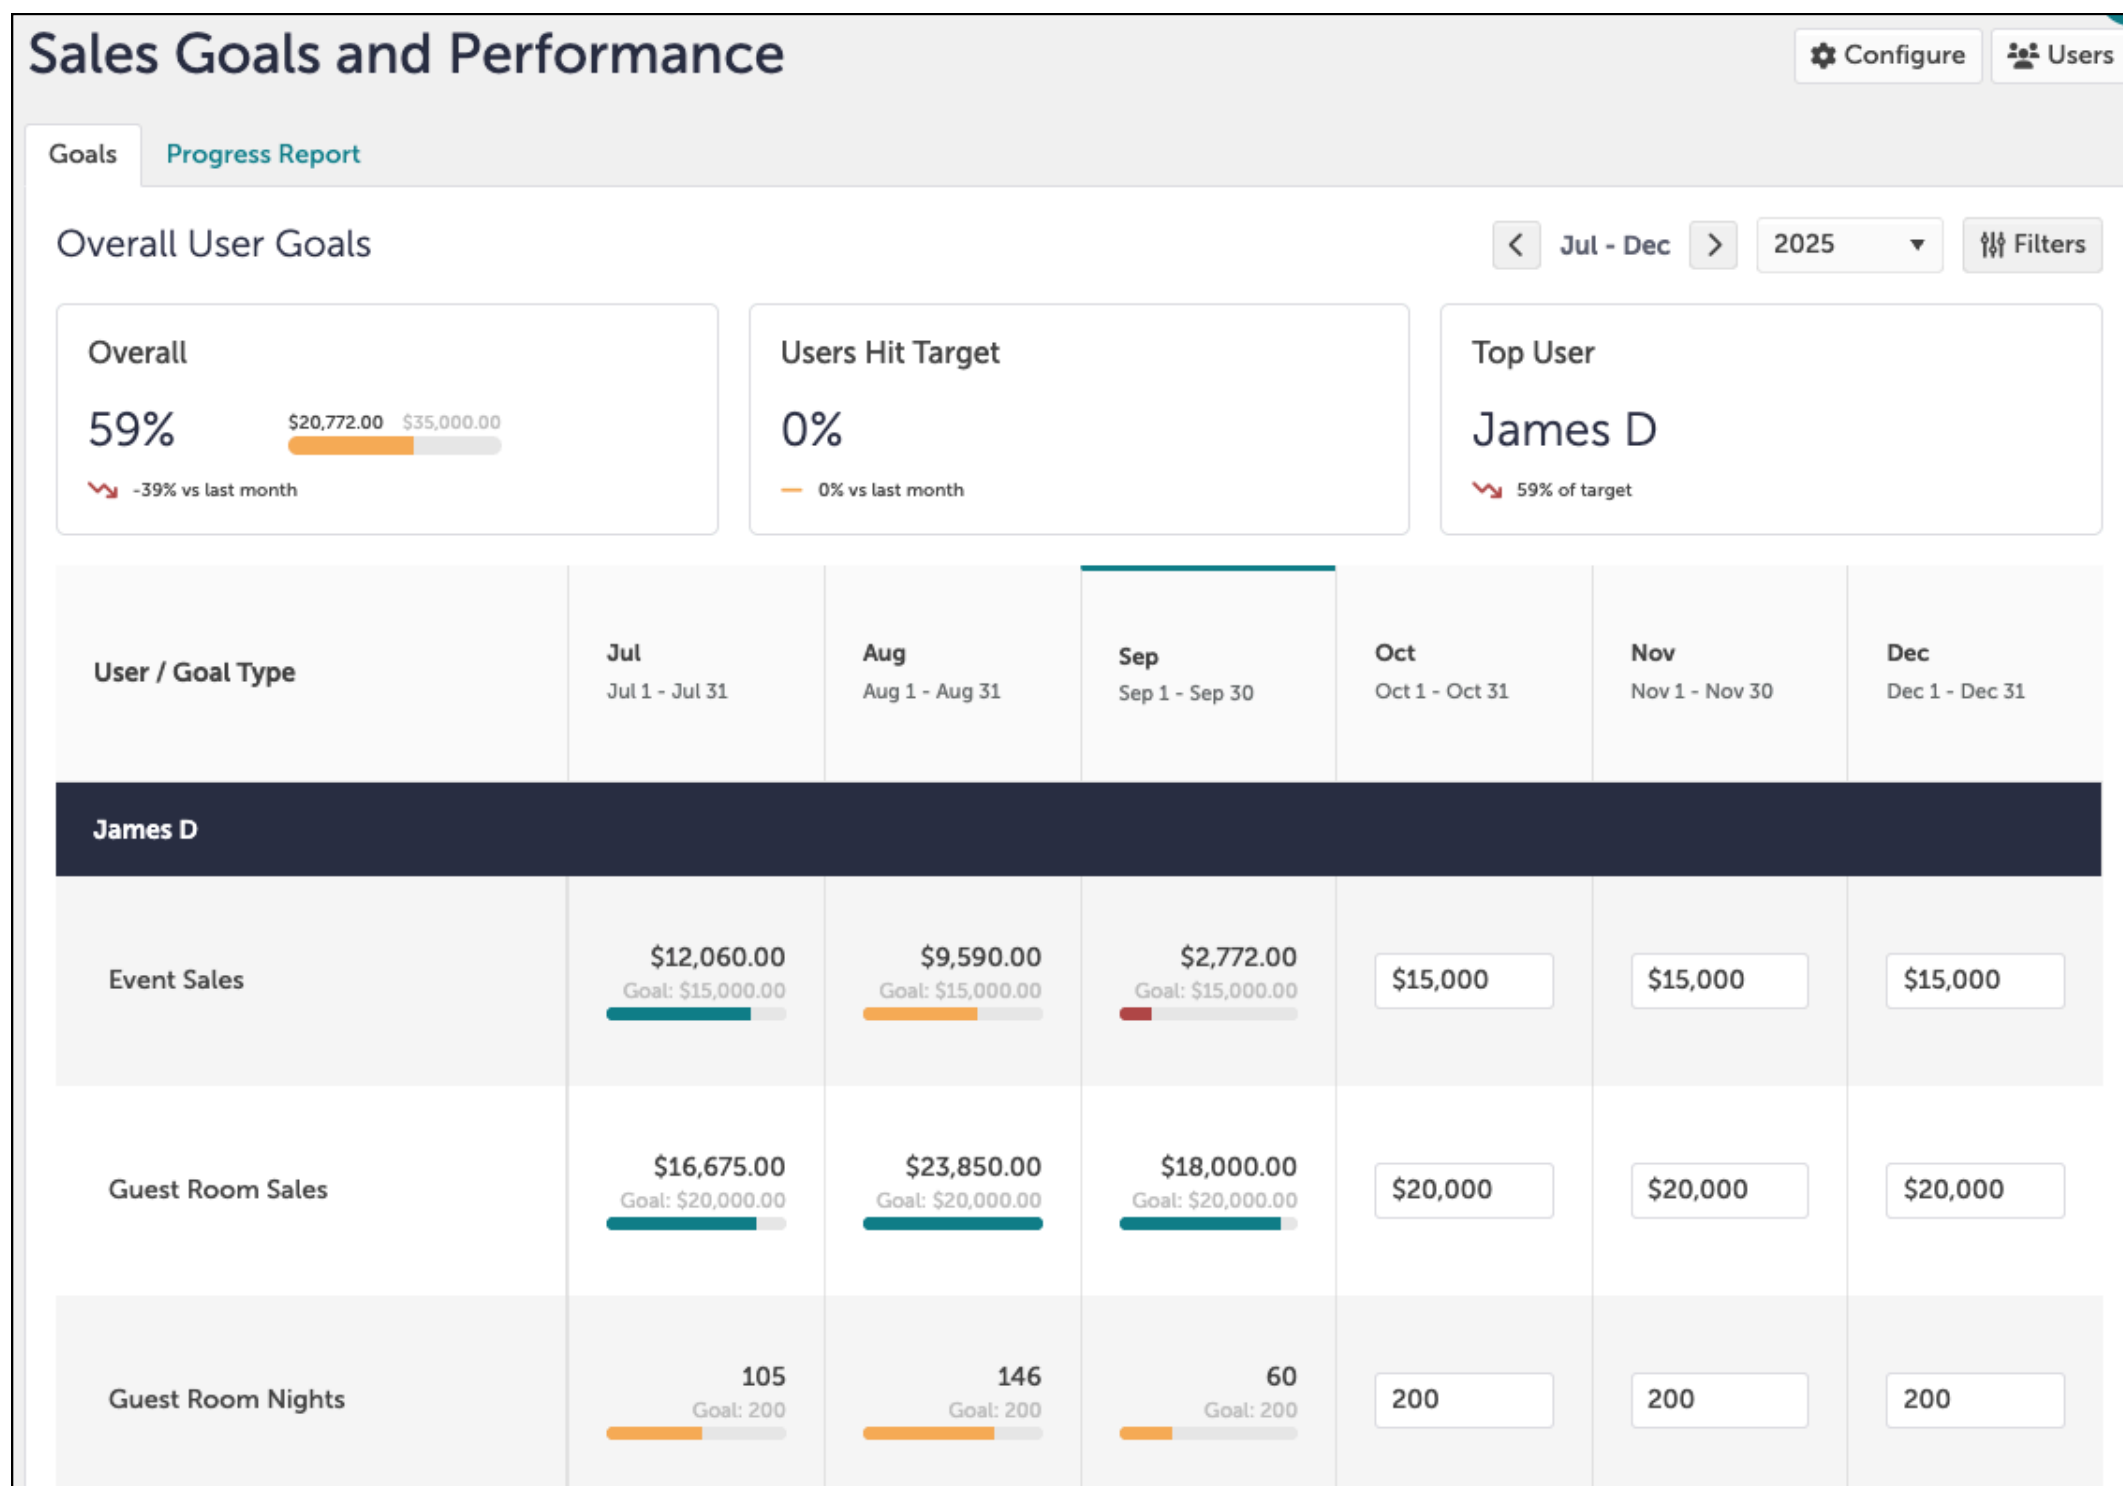 Sales Goals and Performance
Configure
Users
Goals
Progress Report
Overall User Goals
Jul - Dec
2025
Filters
Overall
59%
$20,772.00 $35,000.00
-39% vs last month
Users Hit Target
0%
0% vs last month
Top User
James D
59% of target
User / Goal Type
Jul
Jul 1 - Jul 31
Aug
Aug 1 - Aug 31
Sep
Sep 1 - Sep 30
Oct
Oct 1 - Oct 31
Nov
Nov 1 - Nov 30
Dec
Dec 1 - Dec 31
James D
Event Sales
$12,060.00
Goal: $15,000.00
$9,590.00
Goal: $15,000.00
$2,772.00
Goal: $15,000.00
$15,000
$15,000
$15,000
Guest Room Sales
$16,675.00
Goal: $20,000.00
$23,850.00
Goal: $20,000.00
$18,000.00
Goal: $20,000.00
$20,000
$20,000
$20,000
Guest Room Nights
105
Goal: 200
146
Goal: 200
60
Goal: 200
200
200
200